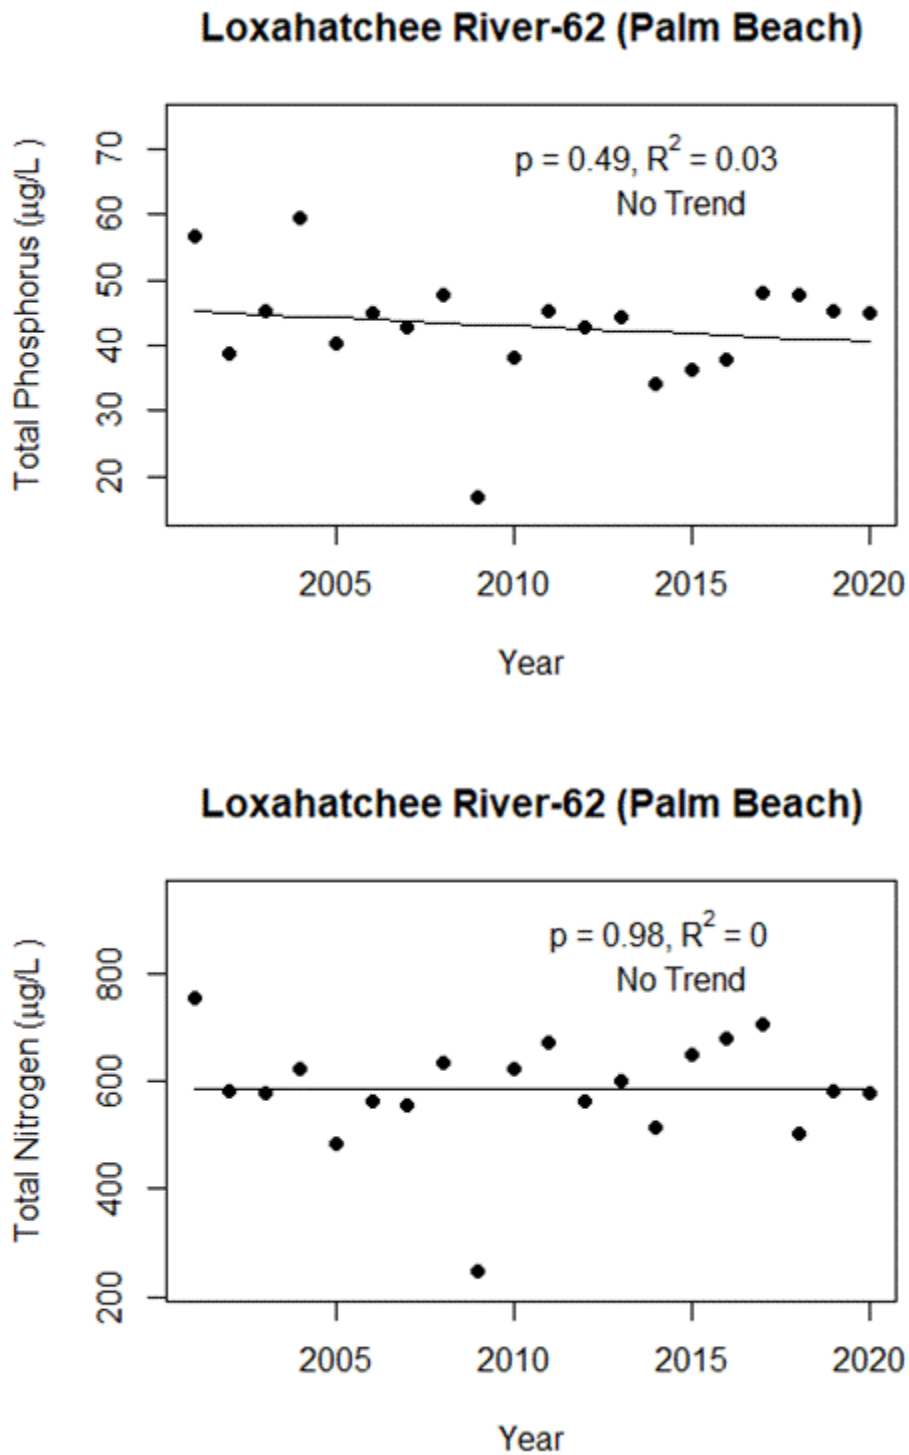 Loxahatchee River-62 (Palm Beach)
p = 0.49, R² = 0.03
No Trend
Total Phosphorus (µg/L )
70
60
50
40
30
20
2005 2010 2015 2020
Year
Loxahatchee River-62 (Palm Beach)
p = 0.98, R² = 0
No Trend
Total Nitrogen (µg/L )
800
600
400
200
2005 2010 2015 2020
Year